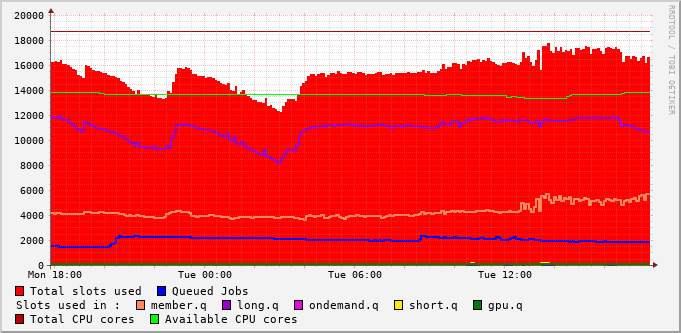 20000
18000
16000
14000
12000
10000
8000
6000
4000
2000
0
Mon 18:00 Tue 00:00 Tue 06:00 Tue 12:00
RRDTOOL / TOBI OETIKER
Total slots used Queued Jobs
Slots used in : member.q long.q ondemand.q short.q gpu.q
Total CPU cores Available CPU cores